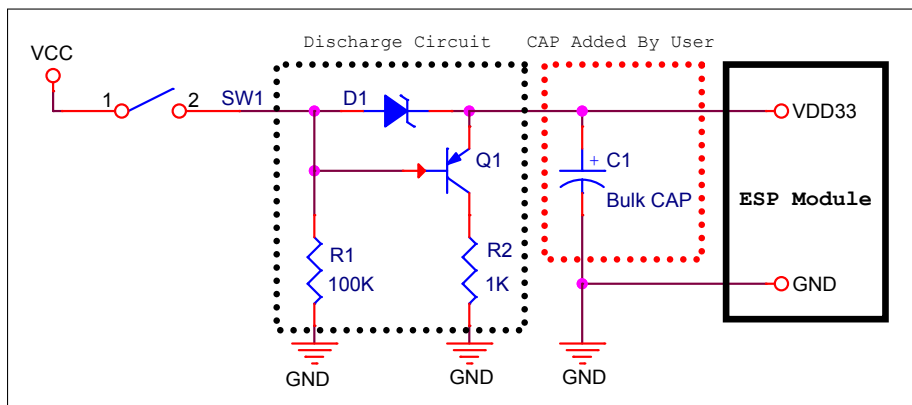 Discharge Circuit
CAP Added By User
VCC
1
2
SW1
D1
VDD33
Q1
+ C1
Bulk CAP
ESP Module
R1
100K
R2
1K
GND
GND
GND
GND